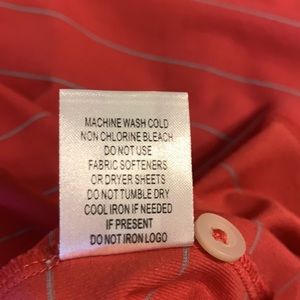 MACHINE WASH COLD
NON CHLORINE BLEACH
DO NOT USE
FABRIC SOFTENERS
OR DRYER SHEETS
DO NOT TUMBLE DRY
COOL IRON IF NEEDED
IF PRESENT
DO NOT IRON LOGO